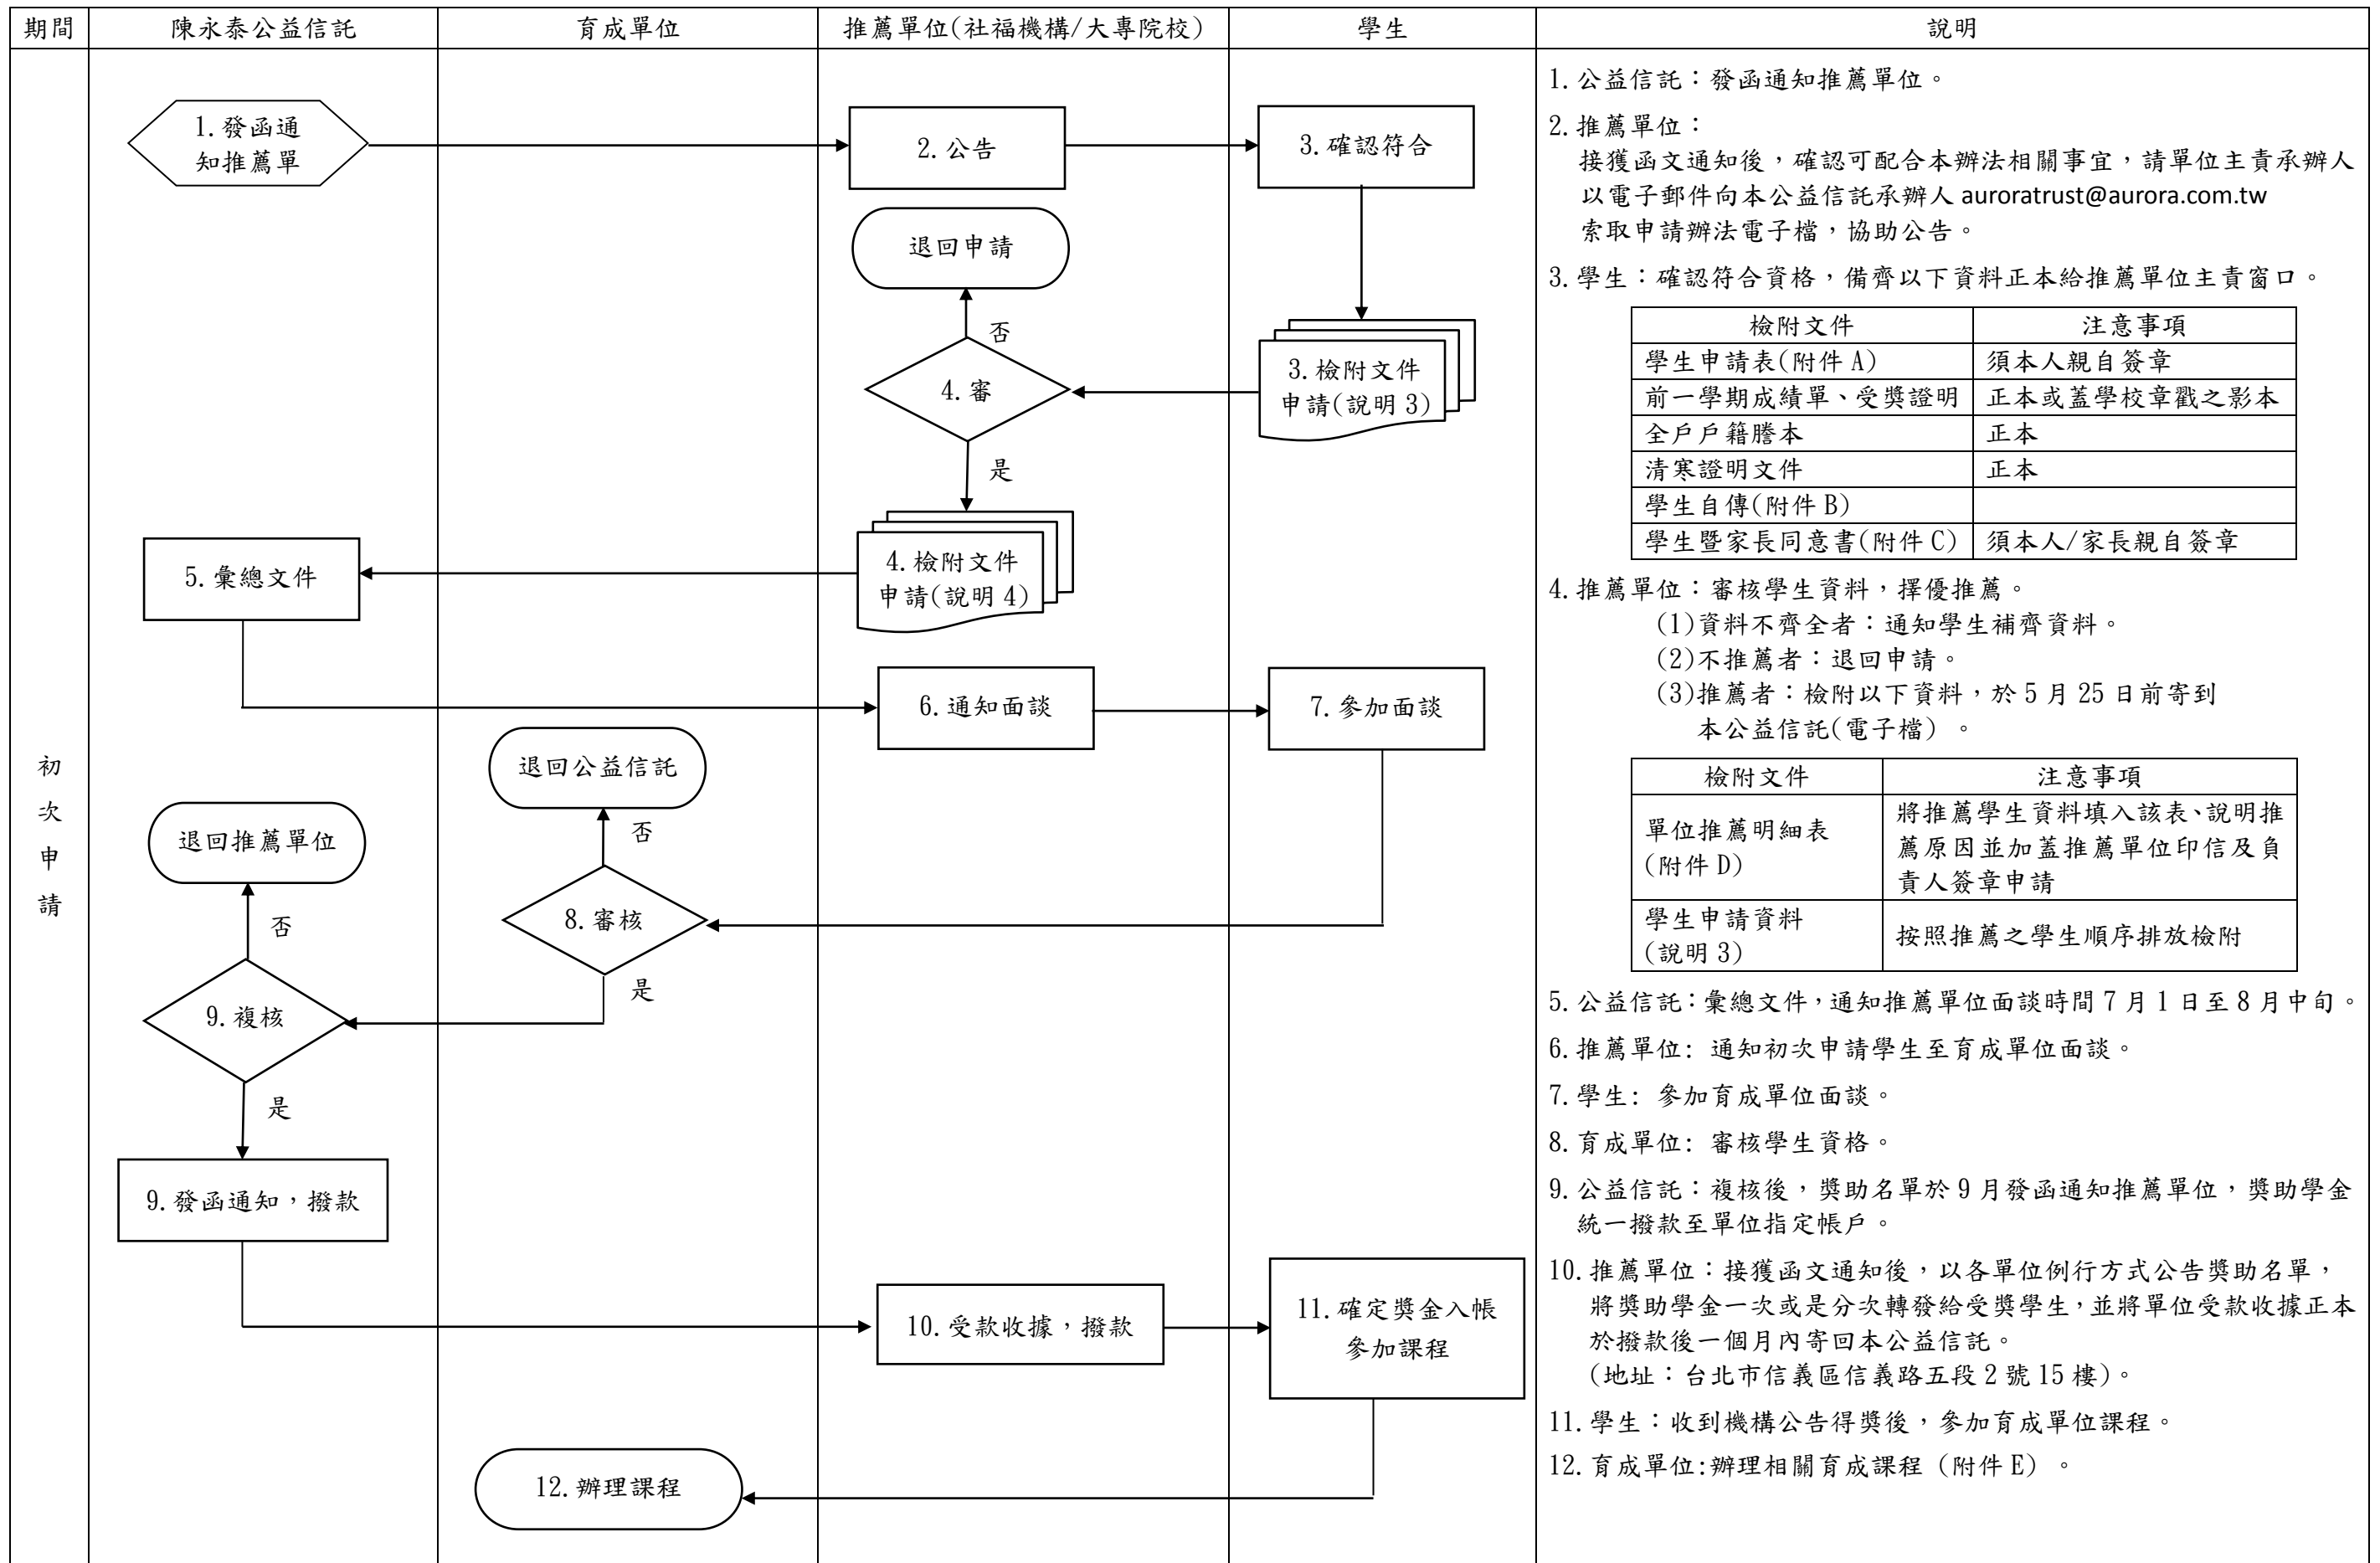 期間 陳永泰公益信託 育成單位 推薦單位(社福機構/大專院校) 學生 說明
初
次
申
請
1.發函通
知推薦單
2.公告
3.確認符合
退回申請
否
4.審
3.檢附文件
申請(說明 3)
是
5.彙總文件
4.檢附文件
申請(說明 4)
6.通知面談
7.參加面談
退回公益信託
否
退回推薦單位
8.審核
否
是
9.複核
是
9.發函通知，撥款
10.受款收據，撥款
11.確定獎金入帳
參加課程
12.辦理課程
1.公益信託：發函通知推薦單位。
2.推薦單位：
接獲函文通知後，確認可配合本辦法相關事宜，請單位主責承辦人
以電子郵件向本公益信託承辦人 auroratrust@aurora.com.tw
索取申請辦法電子檔，協助公告。
3.學生：確認符合資格，備齊以下資料正本給推薦單位主責窗口。
檢附文件 注意事項
學生申請表(附件 A) 須本人親自簽章
前一學期成績單、受獎證明 正本或蓋學校章戳之影本
全戶戶籍謄本 正本
清寒證明文件 正本
學生自傳(附件 B)
學生暨家長同意書(附件 C) 須本人/家長親自簽章
4.推薦單位：審核學生資料，擇優推薦。
(1)資料不齊全者：通知學生補齊資料。
(2)不推薦者：退回申請。
(3)推薦者：檢附以下資料，於 5 月 25 日前寄到
本公益信託(電子檔) 。
檢附文件 注意事項
單位推薦明細表
(附件 D)
將推薦學生資料填入該表、說明推
薦原因並加蓋推薦單位印信及負
責人簽章申請
學生申請資料
(說明 3)
按照推薦之學生順序排放檢附
5.公益信託：彙總文件，通知推薦單位面談時間 7 月 1 日至 8 月中旬。
6.推薦單位: 通知初次申請學生至育成單位面談。
7.學生: 參加育成單位面談。
8.育成單位: 審核學生資格。
9.公益信託：複核後，獎助名單於 9 月發函通知推薦單位，獎助學金
統一撥款至單位指定帳戶。
10.推薦單位：接獲函文通知後，以各單位例行方式公告獎助名單，
將獎助學金一次或是分次轉發給受獎學生，並將單位受款收據正本
於撥款後一個月內寄回本公益信託。
(地址：台北市信義區信義路五段 2 號 15 樓)。
11.學生：收到機構公告得獎後，參加育成單位課程。
12.育成單位:辦理相關育成課程（附件 E）。